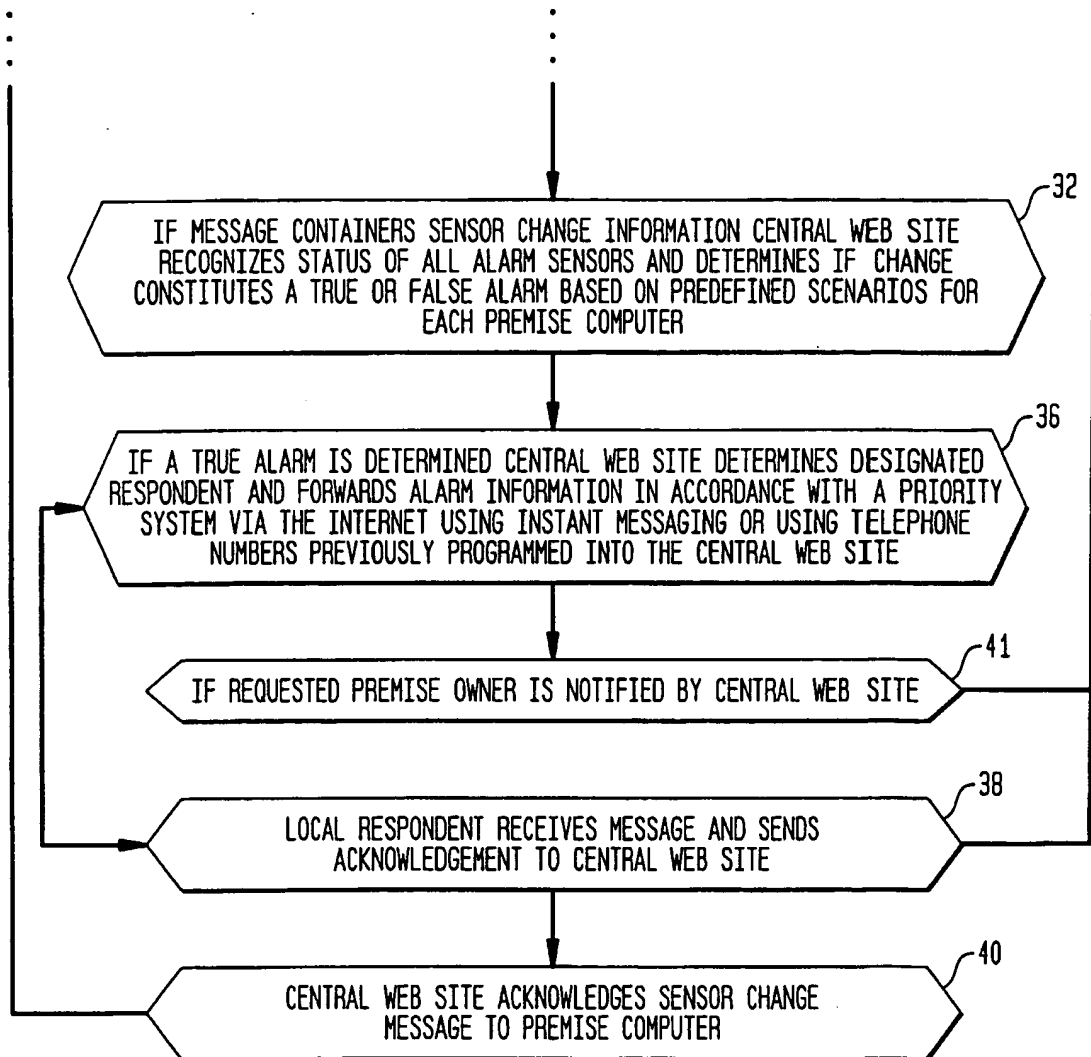 32
IF MESSAGE CONTAINERS SENSOR CHANGE INFORMATION CENTRAL WEB SITE
RECOGNIZES STATUS OF ALL ALARM SENSORS AND DETERMINES IF CHANGE
CONSTITUTES A TRUE OR FALSE ALARM BASED ON PREDEFINED SCENARIOS FOR
EACH PREMISE COMPUTER
36
IF A TRUE ALARM IS DETERMINED CENTRAL WEB SITE DETERMINES DESIGNATED
RESPONDENT AND FORWARDS ALARM INFORMATION IN ACCORDANCE WITH A PRIORITY
SYSTEM VIA THE INTERNET USING INSTANT MESSAGING OR USING TELEPHONE
NUMBERS PREVIOUSLY PROGRAMMED INTO THE CENTRAL WEB SITE
41
IF REQUESTED PREMISE OWNER IS NOTIFIED BY CENTRAL WEB SITE
38
LOCAL RESPONDENT RECEIVES MESSAGE AND SENDS
ACKNOWLEDGEMENT TO CENTRAL WEB SITE
40
CENTRAL WEB SITE ACKNOWLEDGES SENSOR CHANGE
MESSAGE TO PREMISE COMPUTER